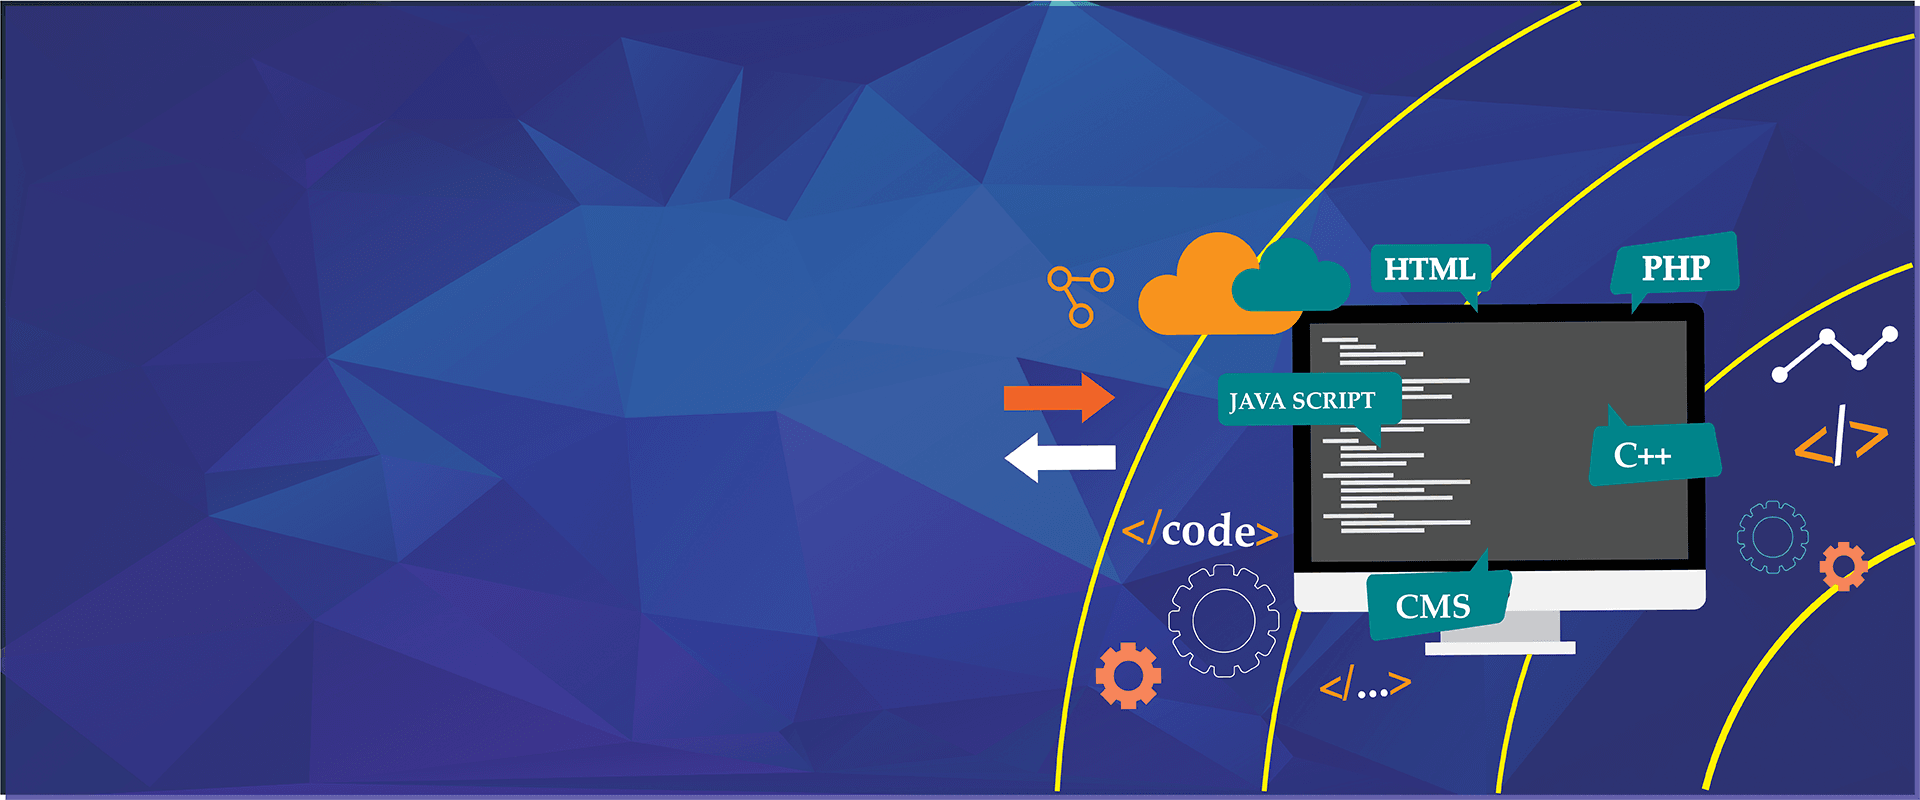 HTML
PHP
JAVA SCRIPT
C++
</>
</code>
CMS
</...>